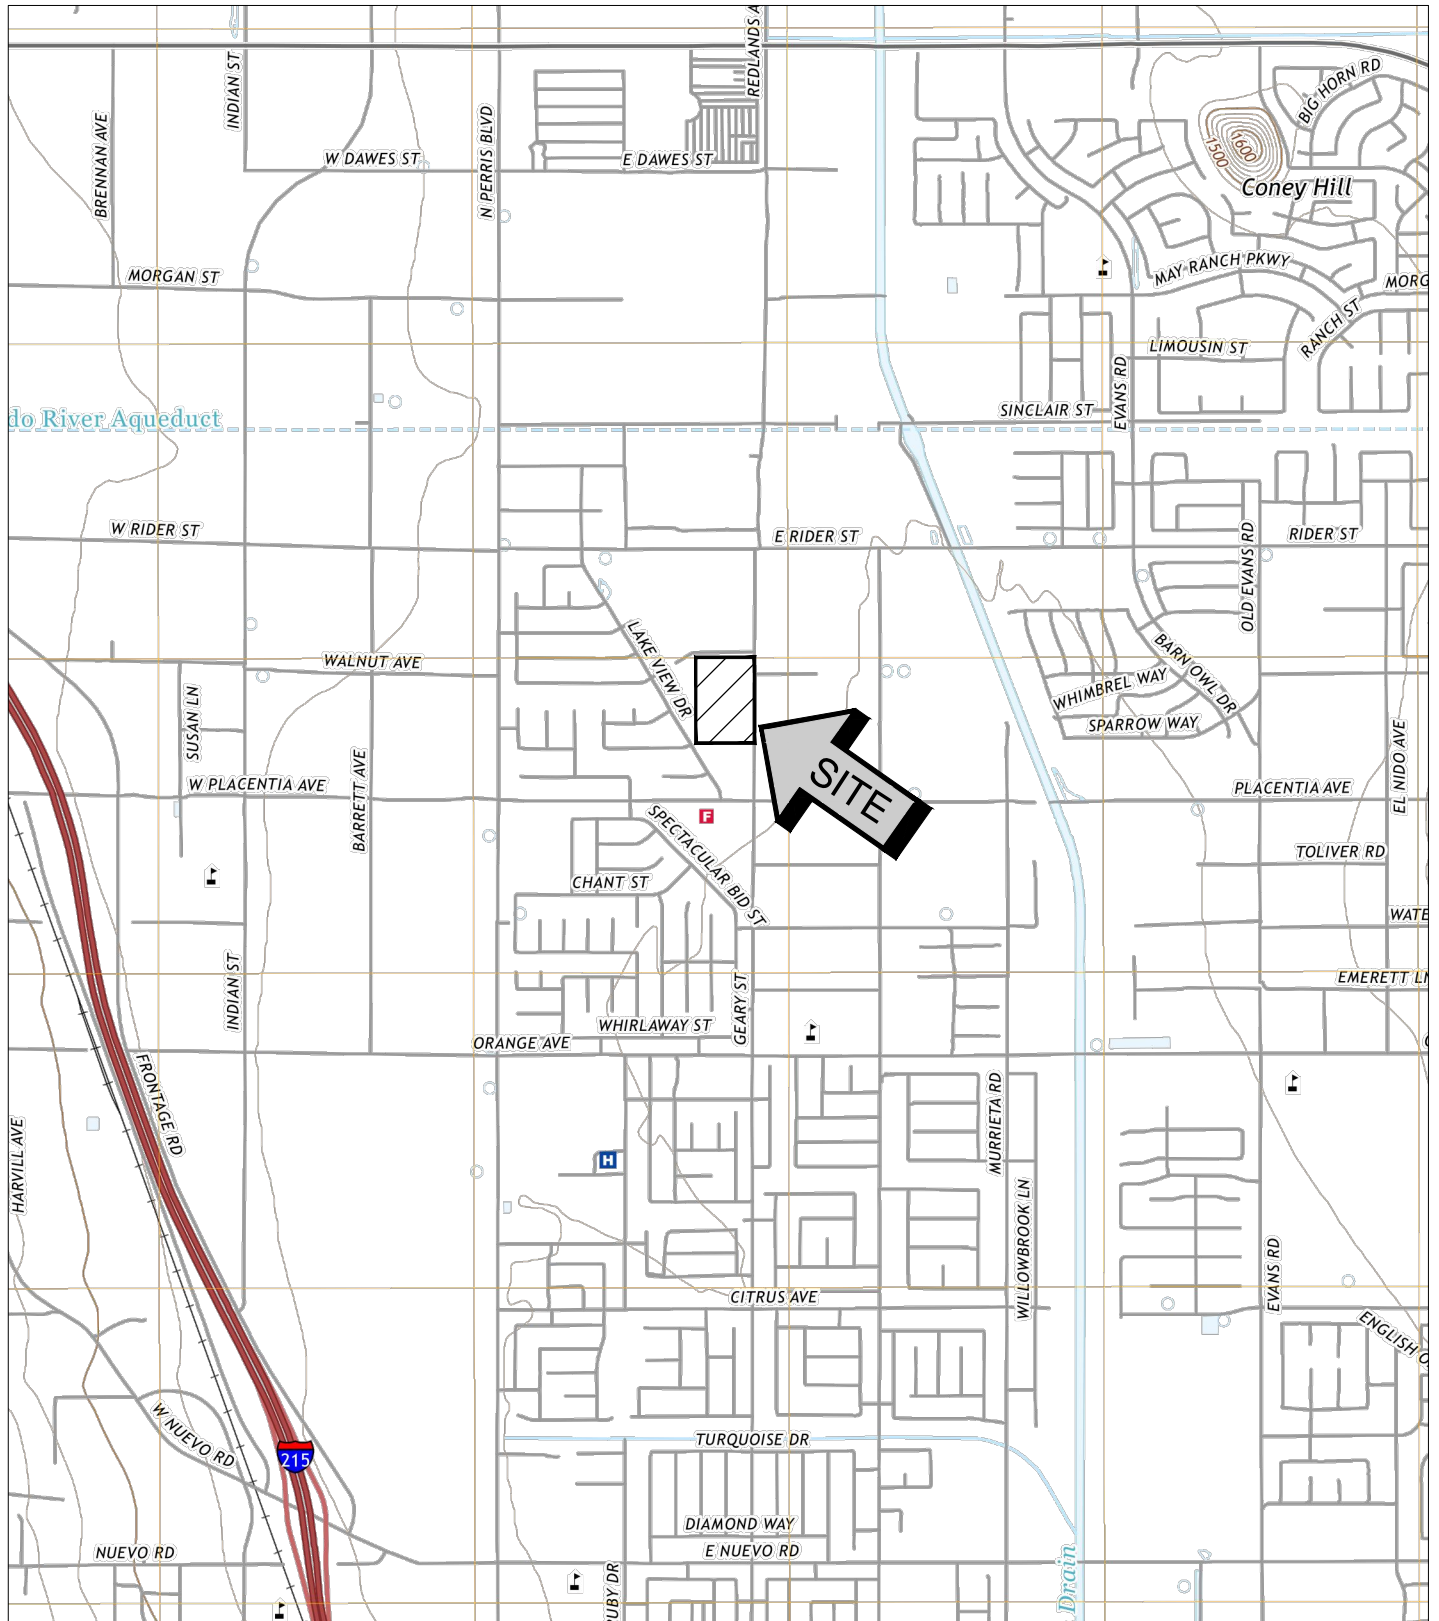 REDLANDS A
INDIAN ST
BIG HORN RD
BRENNAN AVE
N PERRIS BLVD
W DAWES ST
E DAWES ST
1500
1600
Coney Hill
MORGAN ST
MAY RANCH PKWY
MORG
RANCH ST
LIMOUSIN ST
EVANS RD
SINCLAIR ST
do River Aqueduct
W RIDER ST
E RIDER ST
RIDER ST
OLD EVANS RD
LAKE VIEW DR
WALNUT AVE
BARN OWL DR
WHIMBREL WAY
SUSAN LN
SPARROW WAY
EL NIDO AVE
SITE
W PLACENTIA AVE
PLACENTIA AVE
BARRETT AVE
F
SPECTACULAR BID ST
TOLIVER RD
CHANT ST
WATE
INDIAN ST
GEARY ST
EMERETT LN
WHIRLAWAY ST
ORANGE AVE
FRONTAGE RD
MURRIETA RD
HARVILL AVE
H
WILLOWBROOK LN
EVANS RD
CITRUS AVE
ENGLISH O
W NUEVO RD
TURQUOISE DR
215
DIAMOND WAY
NUEVO RD
E NUEVO RD
UBY DR
Drain